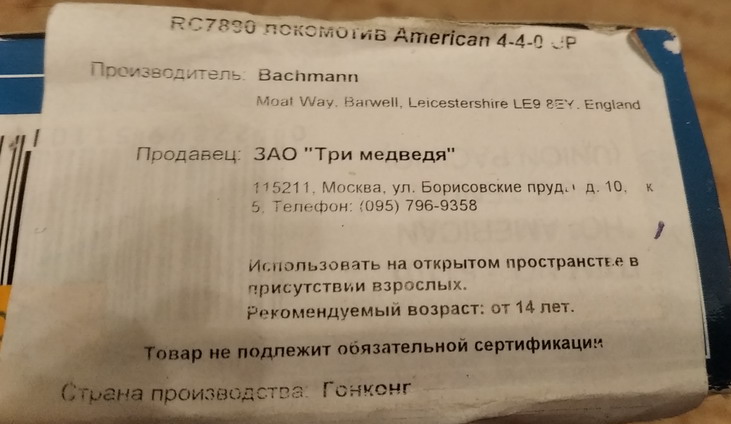 RC7890 локомотив American 4-4-0 UP
Производитель: Bachmann
Moat Way, Barwell, Leicestershire LE9 8EY. England
Продавец: ЗАО "Три медведя"
115211, Москва, ул. Борисовские пруды д. 10, к
5, Телефон: (095) 796-9358
Использовать на открытом пространстве в
присутствии взрослых.
Рекомендуемый возраст: от 14 лет.
Товар не подлежит обязательной сертификации
Страна производства: Гонконг